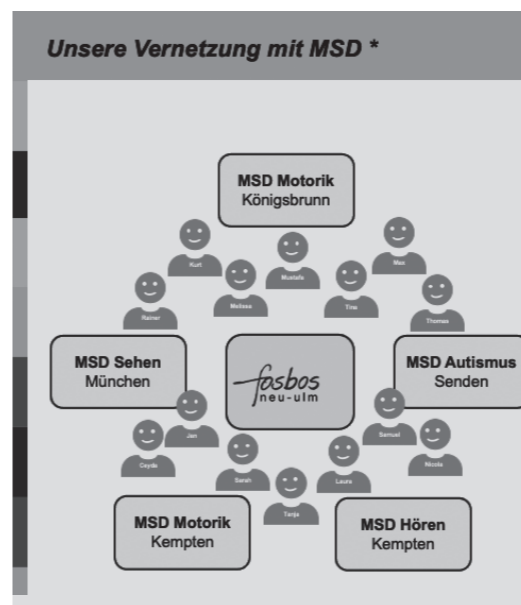 Unsere Vernetzung mit MSD *
MSD Motorik
Königsbrunn
Kurt
Mustafa
Max
Melissa
Tina
Rainer
Thomas
MSD Sehen
München
fosbos
neu-ulm
MSD Autismus
Senden
Jan
Samuel
Ceyda
Sarah
Laura
Nicole
Tanja
MSD Motorik
Kempten
MSD Hören
Kempten